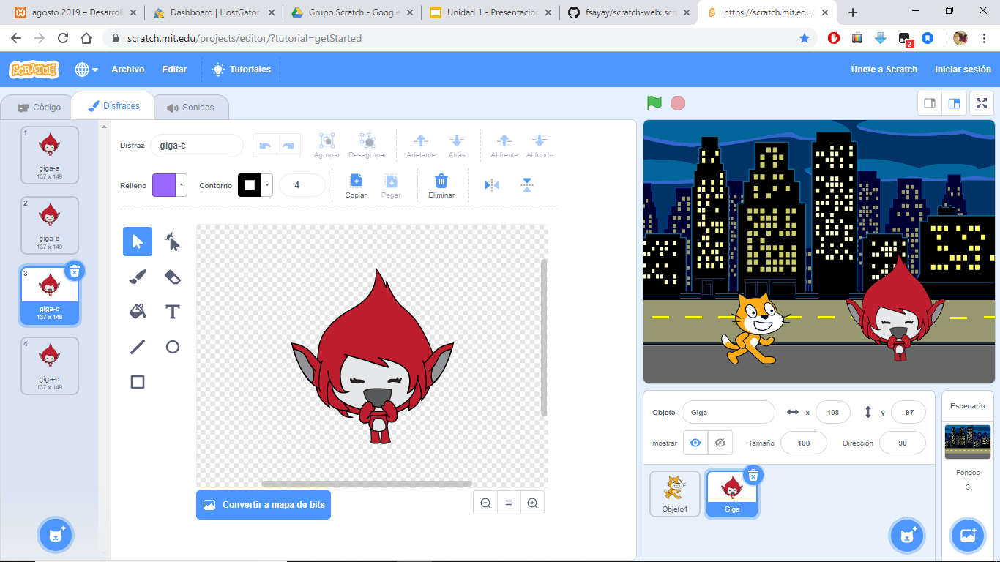 agosto 2019 – Desarroll
Dashboard | HostGator
Grupo Scratch - Google
Unidad 1 - Presentacion
fsayay/scratch-web: scr
https://scratch.mit.edu/
scratch.mit.edu/projects/editor/?tutorial=getStarted
2
SCRATCH
Archivo
Editar
Tutoriales
Únete a Scratch
Iniciar sesión
Código
Disfraces
Sonidos
1
giga-a
137 x 149
2
giga-b
137 x 149
3
giga-c
137 x 148
4
giga-d
137 x 149
Disfraz
giga-c
Agrupar
Desagrupar
Adelante
Atrás
Al frente
Al fondo
Relleno
Contorno
4
Copiar
Pegar
Eliminar
Convertir a mapa de bits
Objeto
Giga
x
108
y
-97
mostrar
Tamaño
100
Dirección
90
Objeto1
Giga
Escenario
Fondos
3